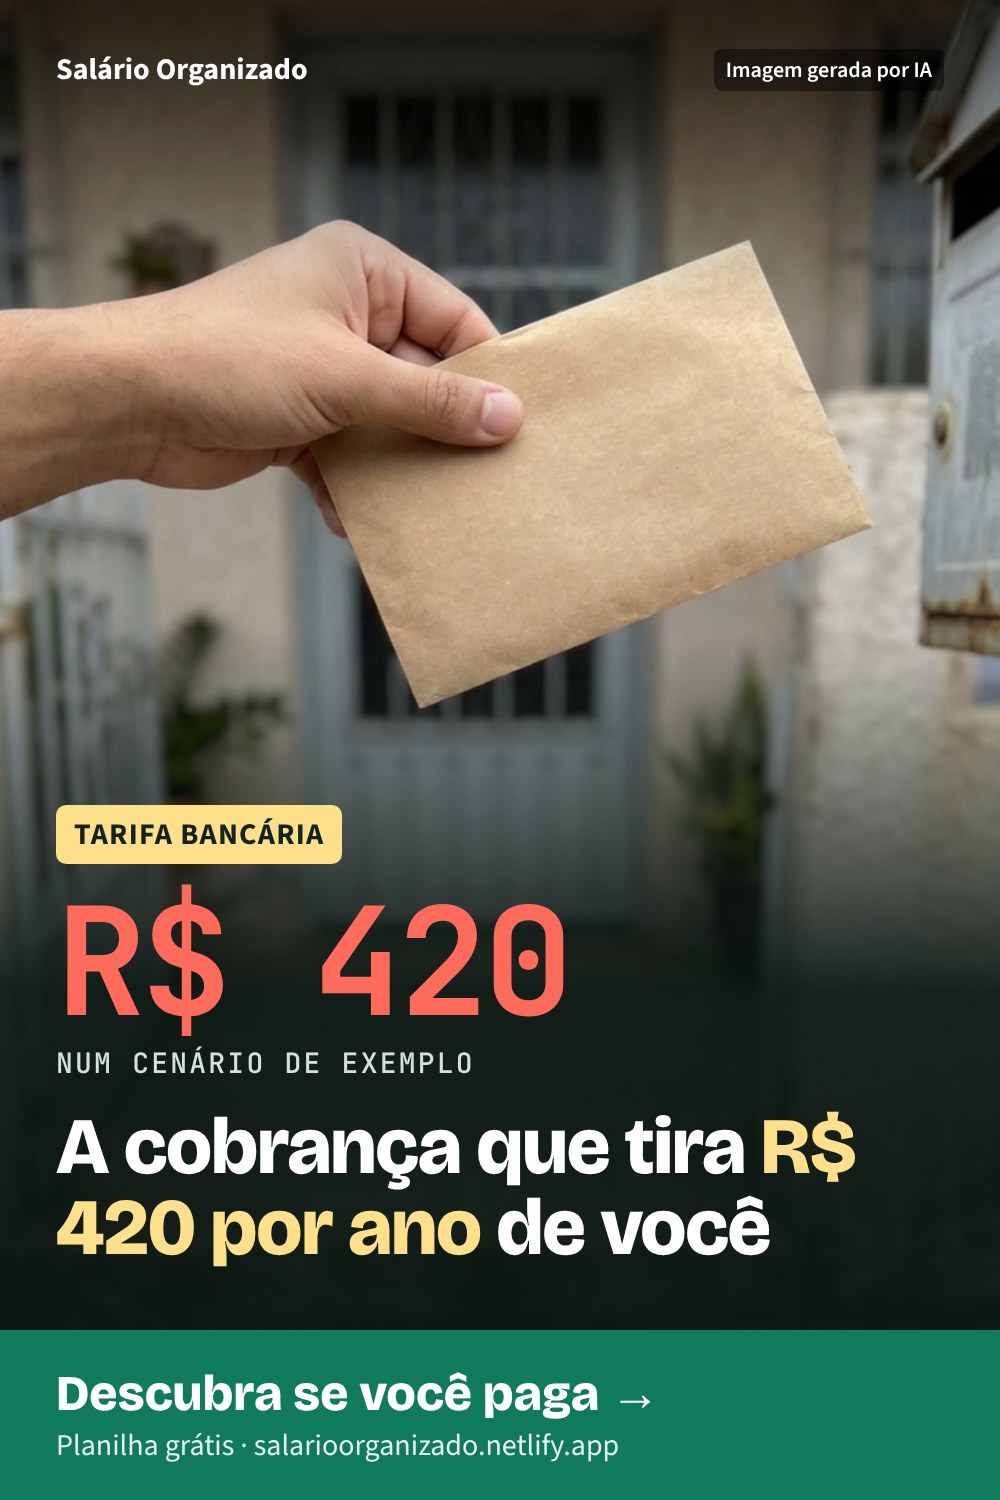 Salário Organizado
Imagem gerada por IA
TARIFA BANCÁRIA
R$ 420
NUM CENÁRIO DE EXEMPLO
A cobrança que tira R$
420 por ano de você
Descubra se você paga →
Planilha grátis · salarioorganizado.netlify.app